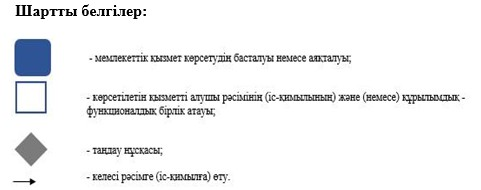 Шартты белгілер:
- мемлекеттік қызмет көрсетудің басталуы немесе аяқталуы;
- көрсетілетін қызметті алушы рәсімінің (іс-қимылының) және (немесе) құрылымдық -
функционалдық бірлік атауы;
- таңдау нұсқасы;
- келесі рәсімге (іс-қимылға) өту.